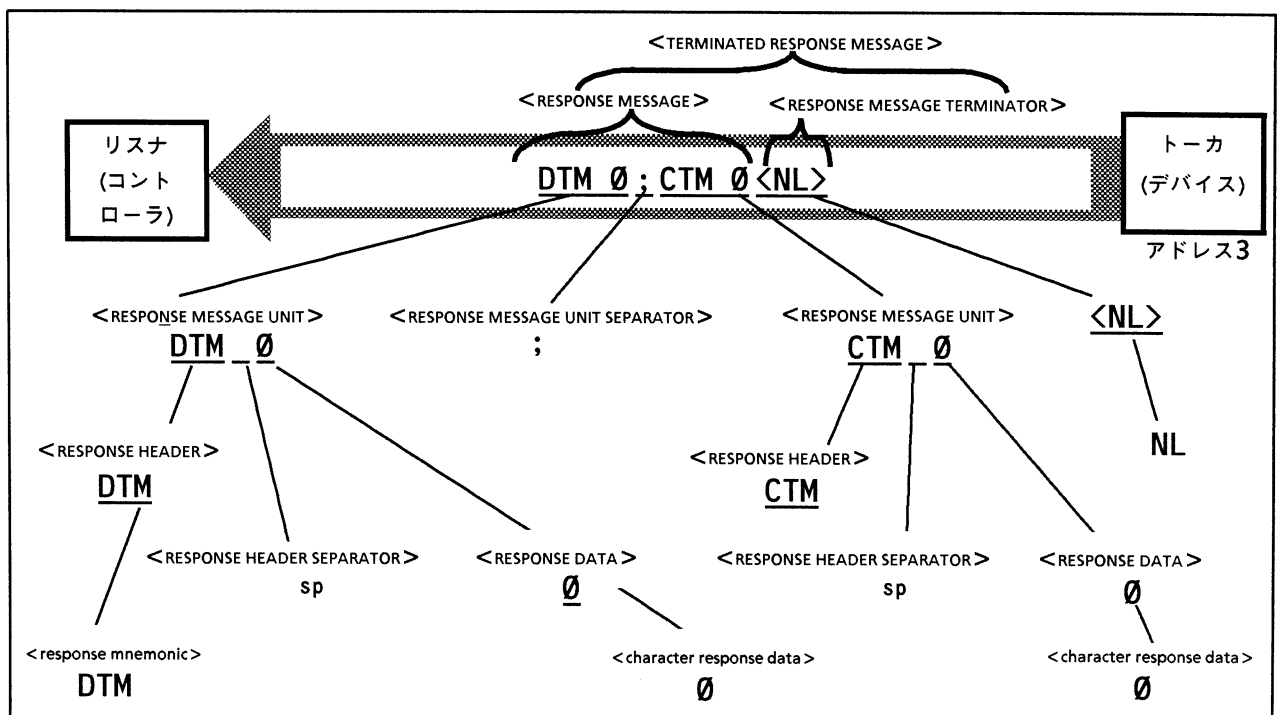 <TERMINATED RESPONSE MESSAGE>
<RESPONSE MESSAGE> <RESPONSE MESSAGE TERMINATOR>
リスナ
(コント
ローラ)
DTM Ø;CTM Ø<NL>
トーカ
(デバイス)
アドレス3
<RESPONSE MESSAGE UNIT> <RESPONSE MESSAGE UNIT SEPARATOR> <RESPONSE MESSAGE UNIT> <NL>
DTM _ Ø ; CTM _ Ø
<RESPONSE HEADER> <RESPONSE HEADER> NL
DTM CTM
<RESPONSE HEADER SEPARATOR> <RESPONSE DATA> <RESPONSE HEADER SEPARATOR> <RESPONSE DATA>
sp Ø sp Ø
<response mnemonic> <character response data> <character response data>
DTM Ø Ø